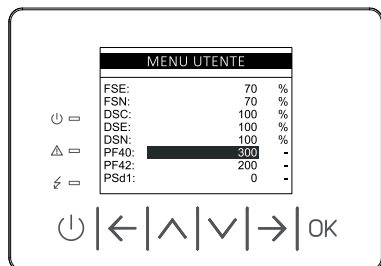 MENU UTENTE
FSE: 70 %
FSN: 70 %
DSC: 100 %
DSE: 100 %
DSN: 100 %
PF40: 300 -
PF42: 200 -
PSd1: 0 -
OK